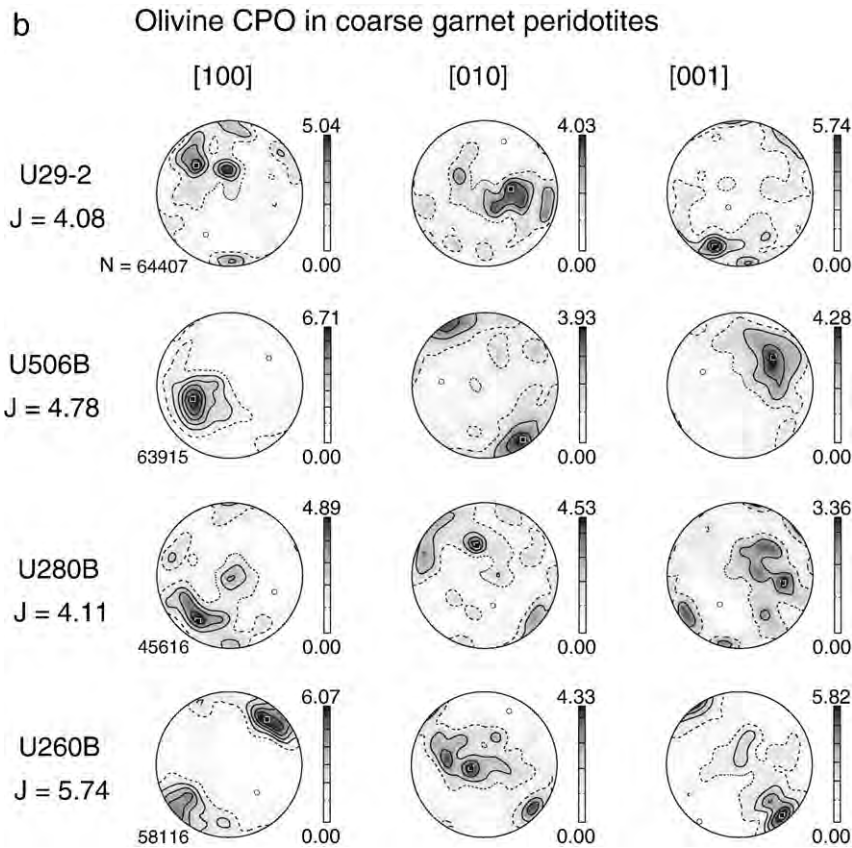 b Olivine CPO in coarse garnet peridotites
[100] [010] [001]
5.04 4.03 5.74
U29-2
J = 4.08
N = 64407 0.00 0.00 0.00
6.71 3.93 4.28
U506B
J = 4.78
63915 0.00 0.00 0.00
4.89 4.53 3.36
U280B
J = 4.11
45616 0.00 0.00 0.00
6.07 4.33 5.82
U260B
J = 5.74
58116 0.00 0.00 0.00